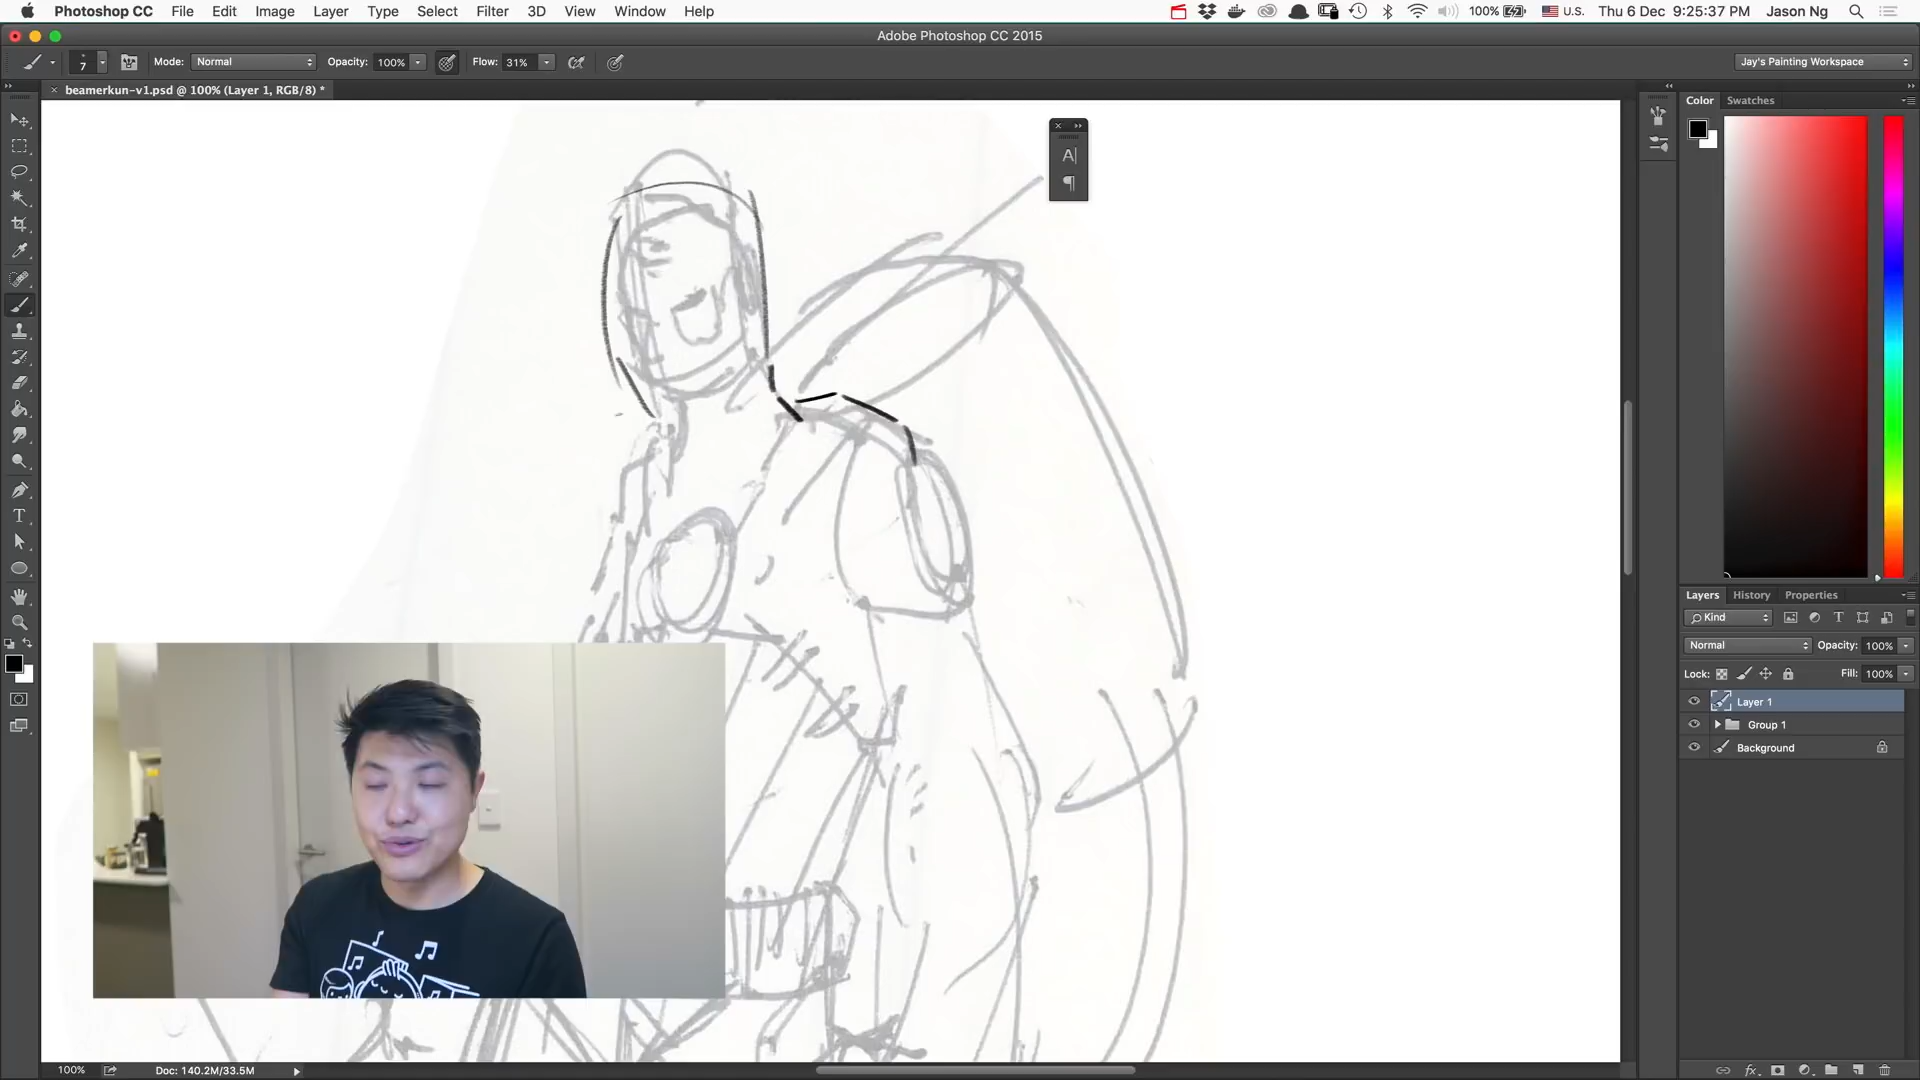 Photoshop CC File Edit Image Layer Type Select Filter 3D View Window Help 100% U.S. Thu 6 Dec 9:25:37 PM Jason Ng
Adobe Photoshop CC 2015
7 Mode: Normal Opacity: 100% Flow: 31% Jay's Painting Workspace
beamerkun-v1.psd @ 100% (Layer 1, RGB/8) *
Color Swatches
Layers History Properties
Kind
Normal Opacity: 100%
Lock: Fill: 100%
Layer 1
Group 1
Background
100% Doc: 140.2M/33.5M